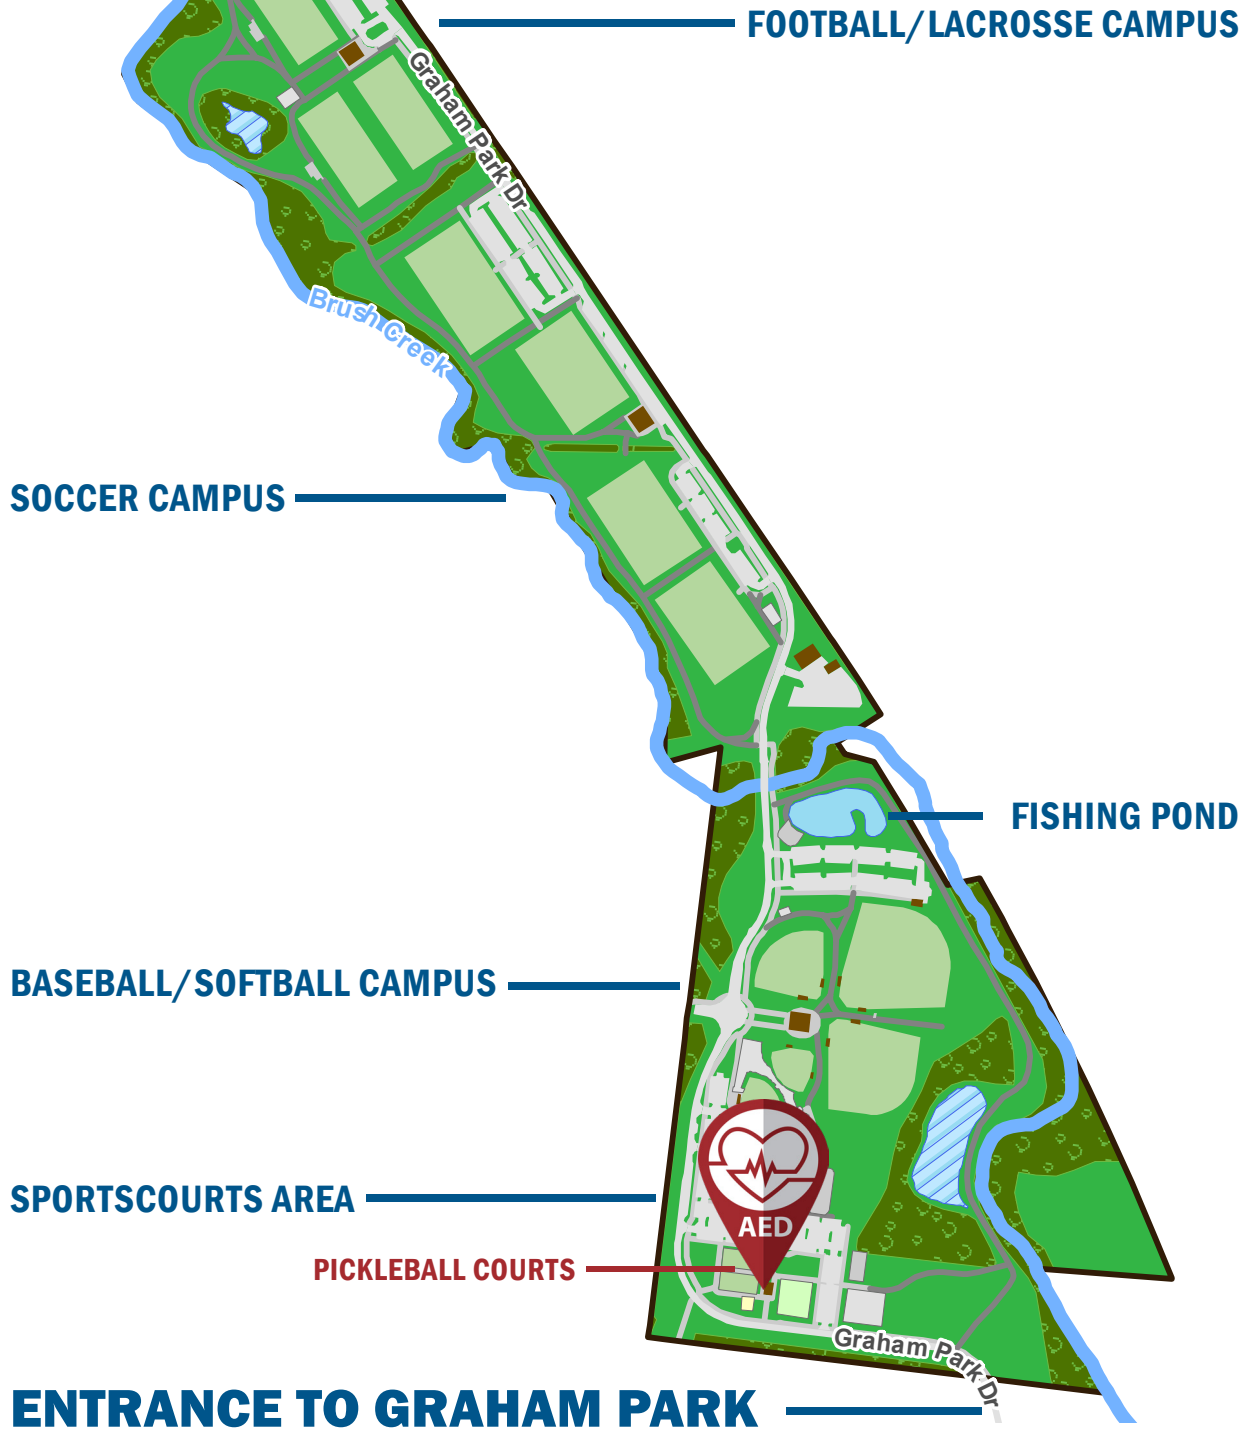 FOOTBALL/LACROSSE CAMPUS
Graham Park Dr
Brush Creek
SOCCER CAMPUS
FISHING POND
BASEBALL/SOFTBALL CAMPUS
SPORTSCOURTS AREA
AED
PICKLEBALL COURTS
Graham Park Dr
ENTRANCE TO GRAHAM PARK